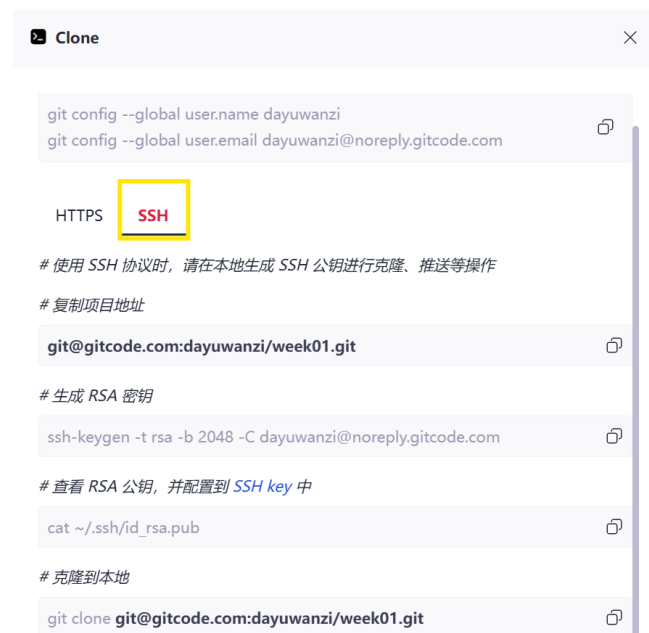 Clone
git config --global user.name dayuwanzi
git config --global user.email dayuwanzi@noreply.gitcode.com
HTTPS SSH
# 使用 SSH 协议时，请在本地生成 SSH 公钥进行克隆、推送等操作
# 复制项目地址
git@gitcode.com:dayuwanzi/week01.git
# 生成 RSA 密钥
ssh-keygen -t rsa -b 2048 -C dayuwanzi@noreply.gitcode.com
# 查看 RSA 公钥，并配置到 SSH key 中
cat ~/.ssh/id_rsa.pub
# 克隆到本地
git clone git@gitcode.com:dayuwanzi/week01.git